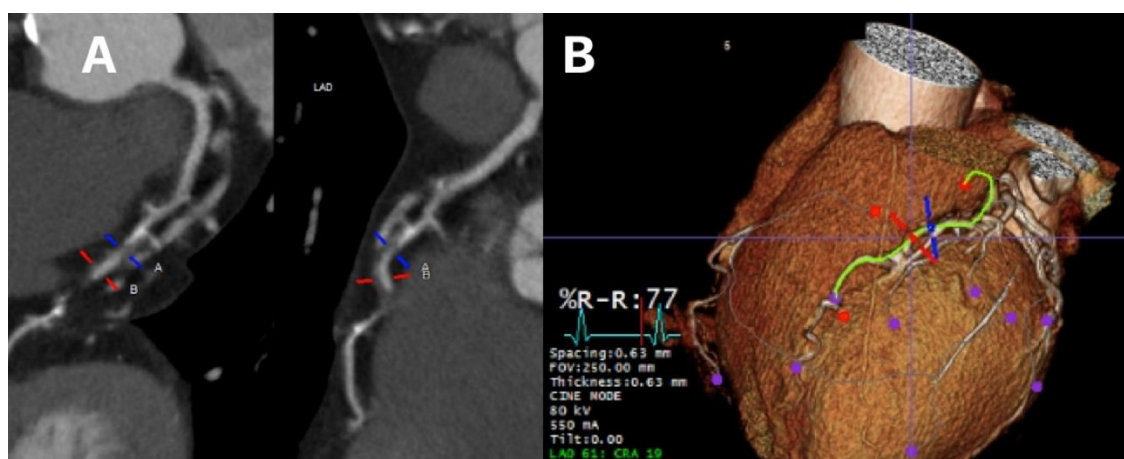 A
LAD
A
B
A
B
B
6
%R-R:77
Spacing:0.63 mm
FOV:250.00 mm
Thickness:0.63 mm
CINE MODE
80 kV
550 mA
Tilt:0.00
LAO 61: CRA 19